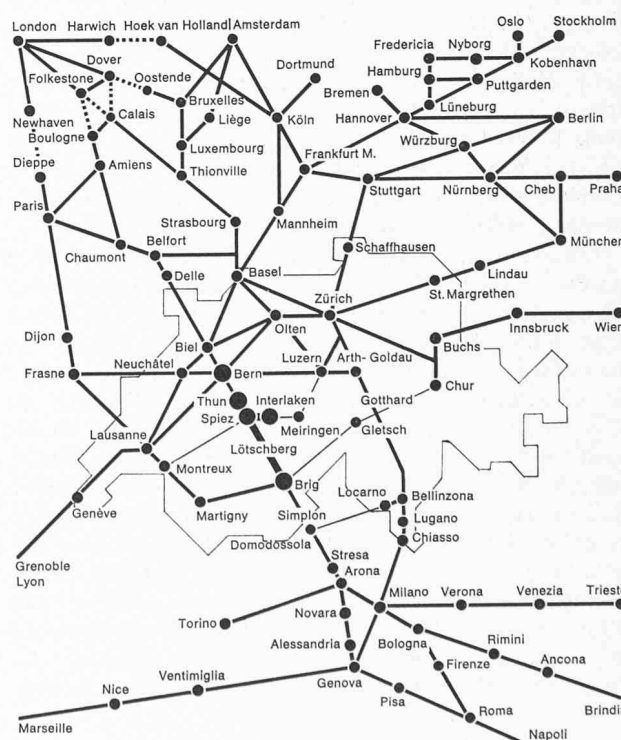 London
Harwich
Hoek van Holland
Amsterdam
Oslo
Stockholm
Dover
Folkestone
Oostende
Dortmund
Fredericia
Nyborg
Kobenhavn
Bremen
Hamburg
Puttgarden
Newhaven
Calais
Bruxelles
Lüneburg
Boulogne
Liège
Köln
Hannover
Berlin
Dieppe
Amiens
Luxembourg
Würzburg
Thionville
Frankfurt M.
Paris
Stuttgart
Nürnberg
Cheb
Praha
Strasbourg
Mannheim
Chaumont
Belfort
Schaffhausen
München
Delle
Basel
Lindau
Zürich
St. Margrethen
Dijon
Olten
Innsbruck
Wien
Biel
Buchs
Frasne
Neuchâtel
Bern
Luzern
Arth-Goldau
Chur
Thun
Interlaken
Gotthard
Spiez
Meiringen
Gletsch
Lausanne
Lötschberg
Montreux
Brig
Genève
Martigny
Locarno
Bellinzona
Simplon
Lugano
Domodossola
Chiasso
Grenoble
Lyon
Stresa
Arona
Milano
Verona
Venezia
Trieste
Torino
Novara
Alessandria
Bologna
Rimini
Ventimiglia
Genova
Firenze
Ancona
Nice
Pisa
Roma
Brindis
Marseille
Napoli